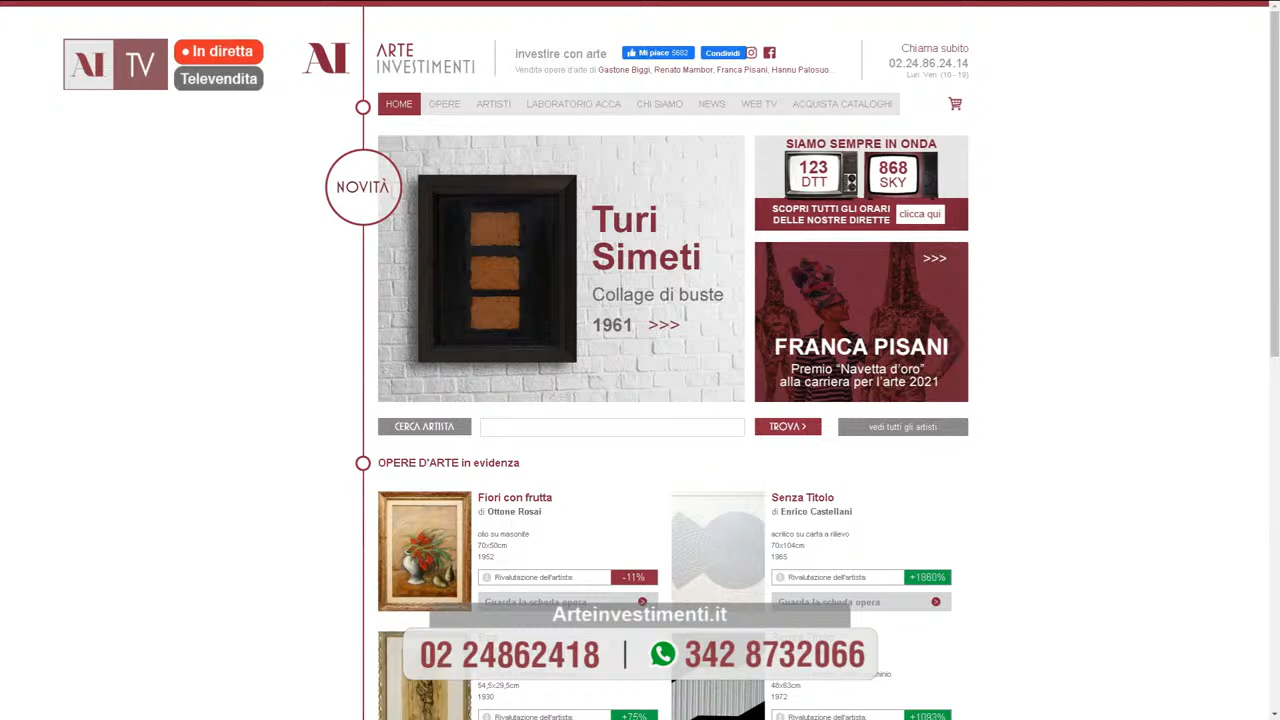 AI TV
• In diretta
Televendita
AI ARTE
INVESTIMENTI
investire con arte
Mi piace 5682
Condividi
Vendita opere d'arte di Gastone Biggi, Renato Mambor, Franca Pisani, Hannu Palosuo...
Chiama subito
02.24.86.24.14
Lun. Ven. (10 - 19)
HOME
OPERE
ARTISTI
LABORATORIO ACCA
CHI SIAMO
NEWS
WEB TV
ACQUISTA CATALOGHI
NOVITÀ
Turi
Simeti
Collage di buste
1961 >>>
SIAMO SEMPRE IN ONDA
123
DTT
868
SKY
SCOPRI TUTTI GLI ORARI
DELLE NOSTRE DIRETTE
clicca qui
>>>
FRANCA PISANI
Premio “Navetta d’oro”
alla carriera per l’arte 2021
CERCA ARTISTA
TROVA >
vedi tutti gli artisti
OPERE D'ARTE in evidenza
Fiori con frutta
di Ottone Rosai
olio su masonite
70x50cm
1952
Rivalutazione dell'artista:
-11%
Guarda la scheda opera
Senza Titolo
di Enrico Castellani
acrilico su carta a rilievo
70x104cm
1965
Rivalutazione dell'artista:
+1860%
Guarda la scheda opera
Arteinvestimenti.it
02 24862418 | 342 8732066
54,5x29,5cm
1930
+75%
48x63cm
1972
+1093%